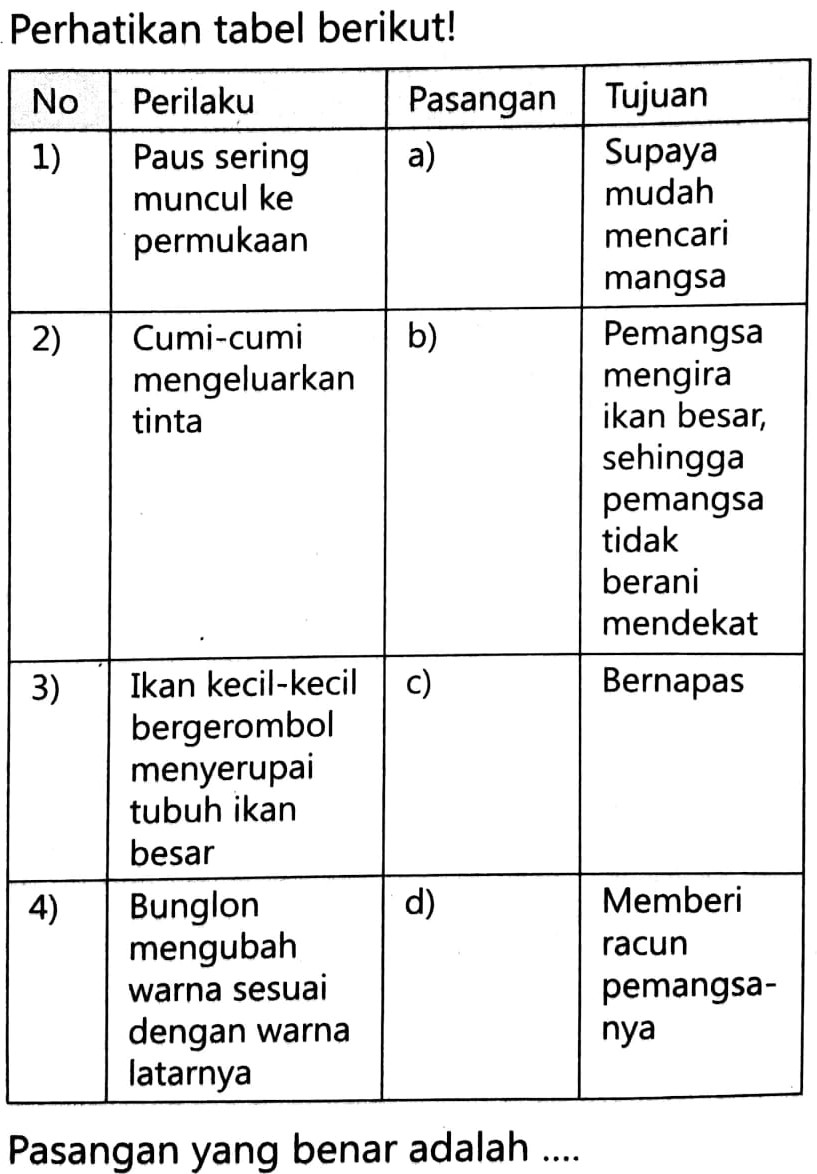 Perhatikan tabel berikut!
No Perilaku Pasangan Tujuan
1) Paus sering a) Supaya
muncul ke mudah
permukaan mencari
mangsa
2) Cumi-cumi b) Pemangsa
mengeluarkan mengira
tinta ikan besar,
sehingga
pemangsa
tidak
berani
mendekat
3) Ikan kecil-kecil c) Bernapas
bergerombol
menyerupai
tubuh ikan
besar
4) Bunglon d) Memberi
mengubah racun
warna sesuai pemangsa-
dengan warna nya
latarnya
Pasangan yang benar adalah ....